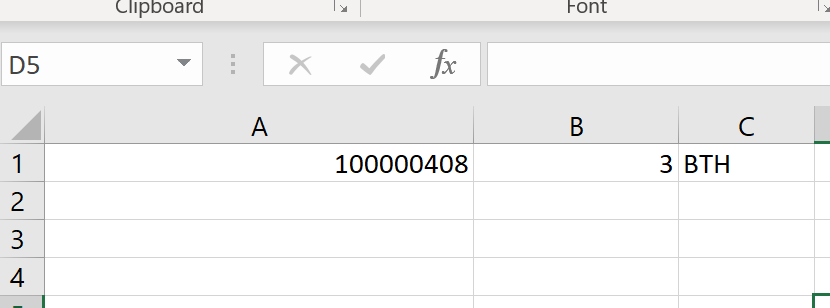 Clipboard Font
D5 fx
A B C
1 100000408 3 BTH
2
3
4